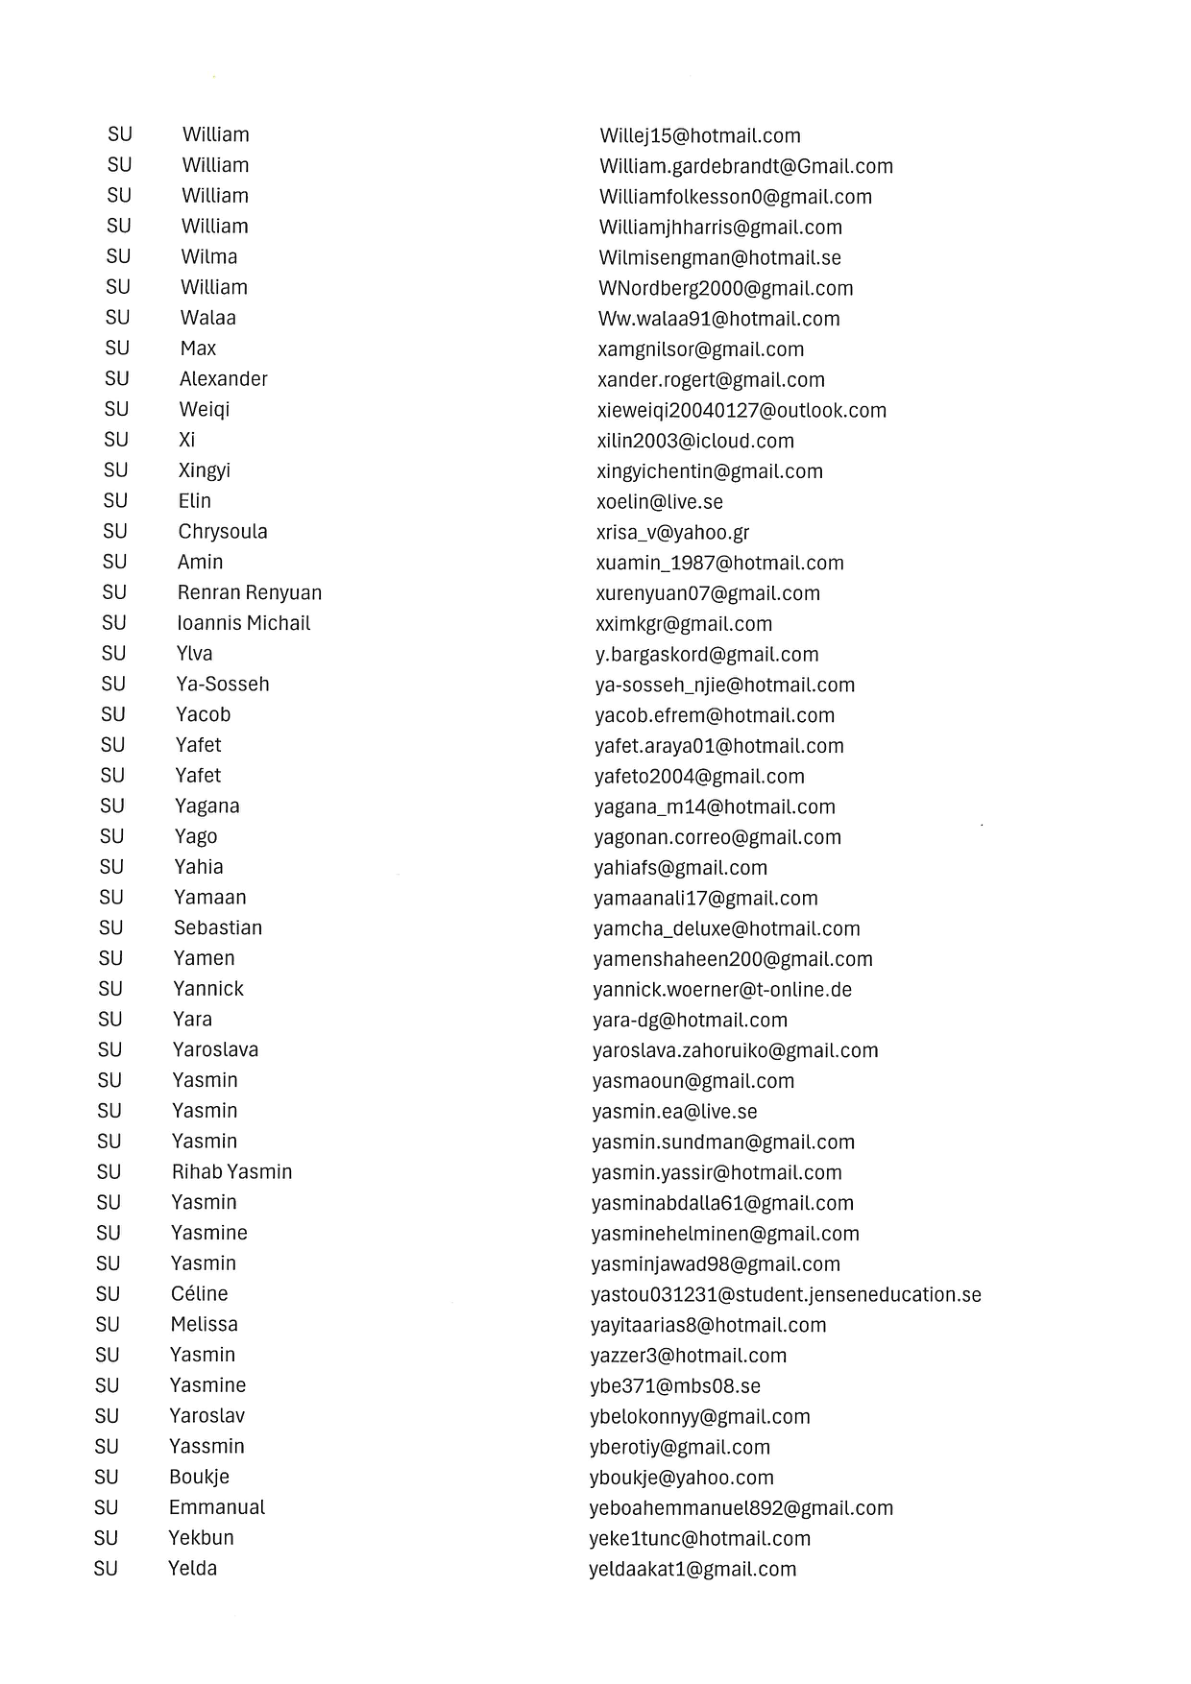 SU William Willej15@hotmail.com
SU William William.gardebrandt@Gmail.com
SU William Williamfolkesson0@gmail.com
SU William Williamjhharris@gmail.com
SU Wilma Wilmisengman@hotmail.se
SU William WNordberg2000@gmail.com
SU Walaa Ww.walaa91@hotmail.com
SU Max xamgnilsor@gmail.com
SU Alexander xander.rogert@gmail.com
SU Weiqi xieweiqi20040127@outlook.com
SU Xi xilin2003@icloud.com
SU Xingyi xingyichentin@gmail.com
SU Elin xoelin@live.se
SU Chrysoula xrisa_v@yahoo.gr
SU Amin xuamin_1987@hotmail.com
SU Renran Renyuan xurenyuan07@gmail.com
SU Ioannis Michail xximkgr@gmail.com
SU Ylva y.bargaskord@gmail.com
SU Ya-Sosseh ya-sosseh_njie@hotmail.com
SU Yacob yacob.efrem@hotmail.com
SU Yafet yafet.araya01@hotmail.com
SU Yafet yafeto2004@gmail.com
SU Yagana yagana_m14@hotmail.com
SU Yago yagonan.correo@gmail.com
SU Yahia yahiafs@gmail.com
SU Yamaan yamaanali17@gmail.com
SU Sebastian yamcha_deluxe@hotmail.com
SU Yamen yamenshaheen200@gmail.com
SU Yannick yannick.woerner@t-online.de
SU Yara yara-dg@hotmail.com
SU Yaroslava yaroslava.zahoruiko@gmail.com
SU Yasmin yasmaoun@gmail.com
SU Yasmin yasmin.ea@live.se
SU Yasmin yasmin.sundman@gmail.com
SU Rihab Yasmin yasmin.yassir@hotmail.com
SU Yasmin yasminabdalla61@gmail.com
SU Yasmine yasminehelminen@gmail.com
SU Yasmin yasminjawad98@gmail.com
SU Céline yastou031231@student.jenseneducation.se
SU Melissa yayitaarias8@hotmail.com
SU Yasmin yazzer3@hotmail.com
SU Yasmine ybe371@mbs08.se
SU Yaroslav ybelokonnyy@gmail.com
SU Yassmin yberotiy@gmail.com
SU Boukje yboukje@yahoo.com
SU Emmanual yeboahemmanuel892@gmail.com
SU Yekbun yeke1tunc@hotmail.com
SU Yelda yeldaakat1@gmail.com